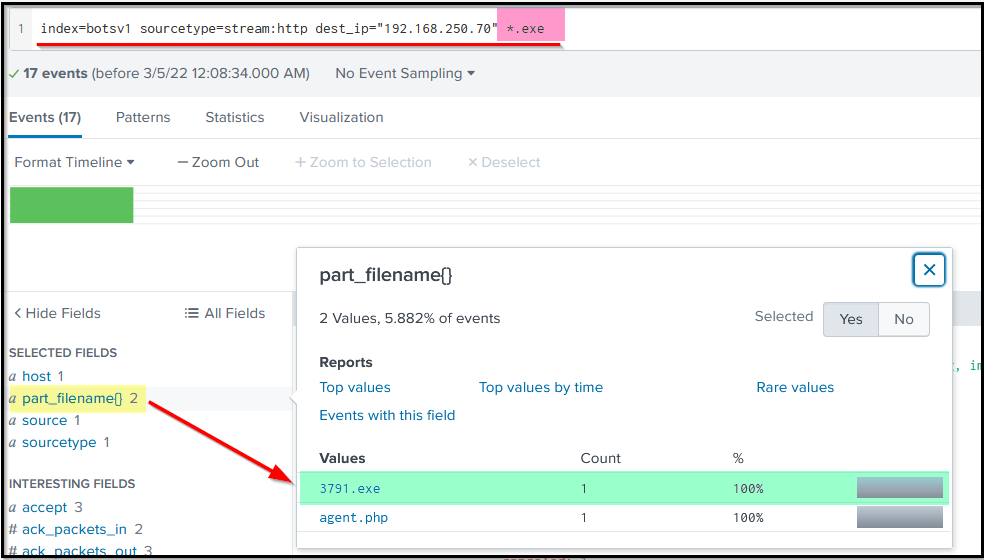 1 index=botsv1 sourcetype=stream:http dest_ip="192.168.250.70" *.exe
17 events (before 3/5/22 12:08:34.000 AM) No Event Sampling
Events (17) Patterns Statistics Visualization
Format Timeline — Zoom Out + Zoom to Selection × Deselect
part_filename{}
2 Values, 5.882% of events
Selected Yes No
Reports
Top values Top values by time Rare values
Events with this field
Values Count %
3791.exe 1 100%
agent.php 1 100%
< Hide Fields All Fields
SELECTED FIELDS
a host 1
a part_filename{} 2
a source 1
a sourcetype 1
INTERESTING FIELDS
a accept 3
# ack_packets_in 2
# ack_packets_out 3